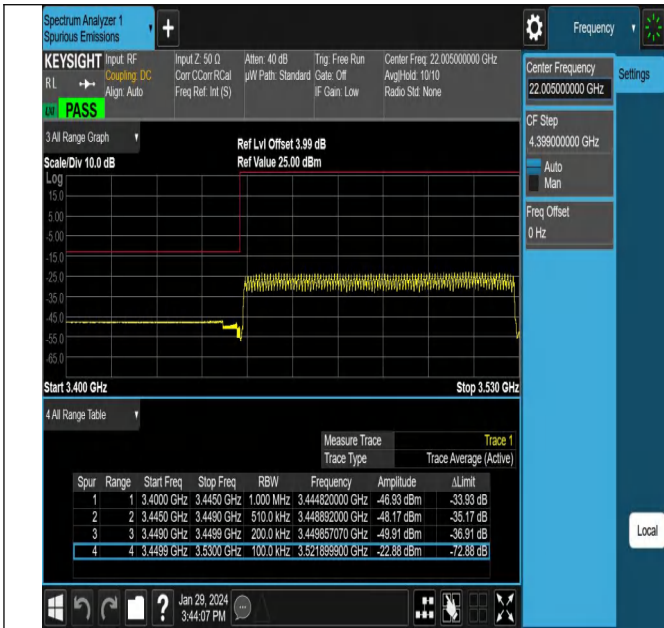 Spectrum Analyzer 1
Spurious Emissions
Frequency
KEYSIGHT
RL
PASS
Input: RF
Coupling: DC
Align: Auto
Input Z: 50 Ω
Corr CCorr RCal
Freq Ref: Int (S)
Atten: 40 dB
µW Path: Standard
Trig: Free Run
Gate: Off
IF Gain: Low
Center Freq: 22.005000000 GHz
Avg|Hold: 10/10
Radio Std: None
Center Frequency
22.005000000 GHz
Settings
CF Step
4.399000000 GHz
Auto
Man
Freq Offset
0 Hz
Local
3 All Range Graph
Scale/Div 10.0 dB
Ref Lvl Offset 3.99 dB
Ref Value 25.00 dBm
Log
15.0
5.00
-5.00
-15.0
-25.0
-35.0
-45.0
-55.0
-65.0
Start 3.400 GHz
Stop 3.530 GHz
4 All Range Table
Measure Trace Trace 1
Trace Type Trace Average (Active)
Spur Range Start Freq Stop Freq RBW Frequency Amplitude ΔLimit
1 1 3.4000 GHz 3.4450 GHz 1.000 MHz 3.444820000 GHz -46.93 dBm -33.93 dB
2 2 3.4450 GHz 3.4490 GHz 510.0 kHz 3.448892000 GHz -48.17 dBm -35.17 dB
3 3 3.4490 GHz 3.4499 GHz 200.0 kHz 3.449857070 GHz -49.91 dBm -36.91 dB
4 4 3.4499 GHz 3.5300 GHz 100.0 kHz 3.521899900 GHz -22.88 dBm -72.88 dB
Jan 29, 2024
3:44:07 PM